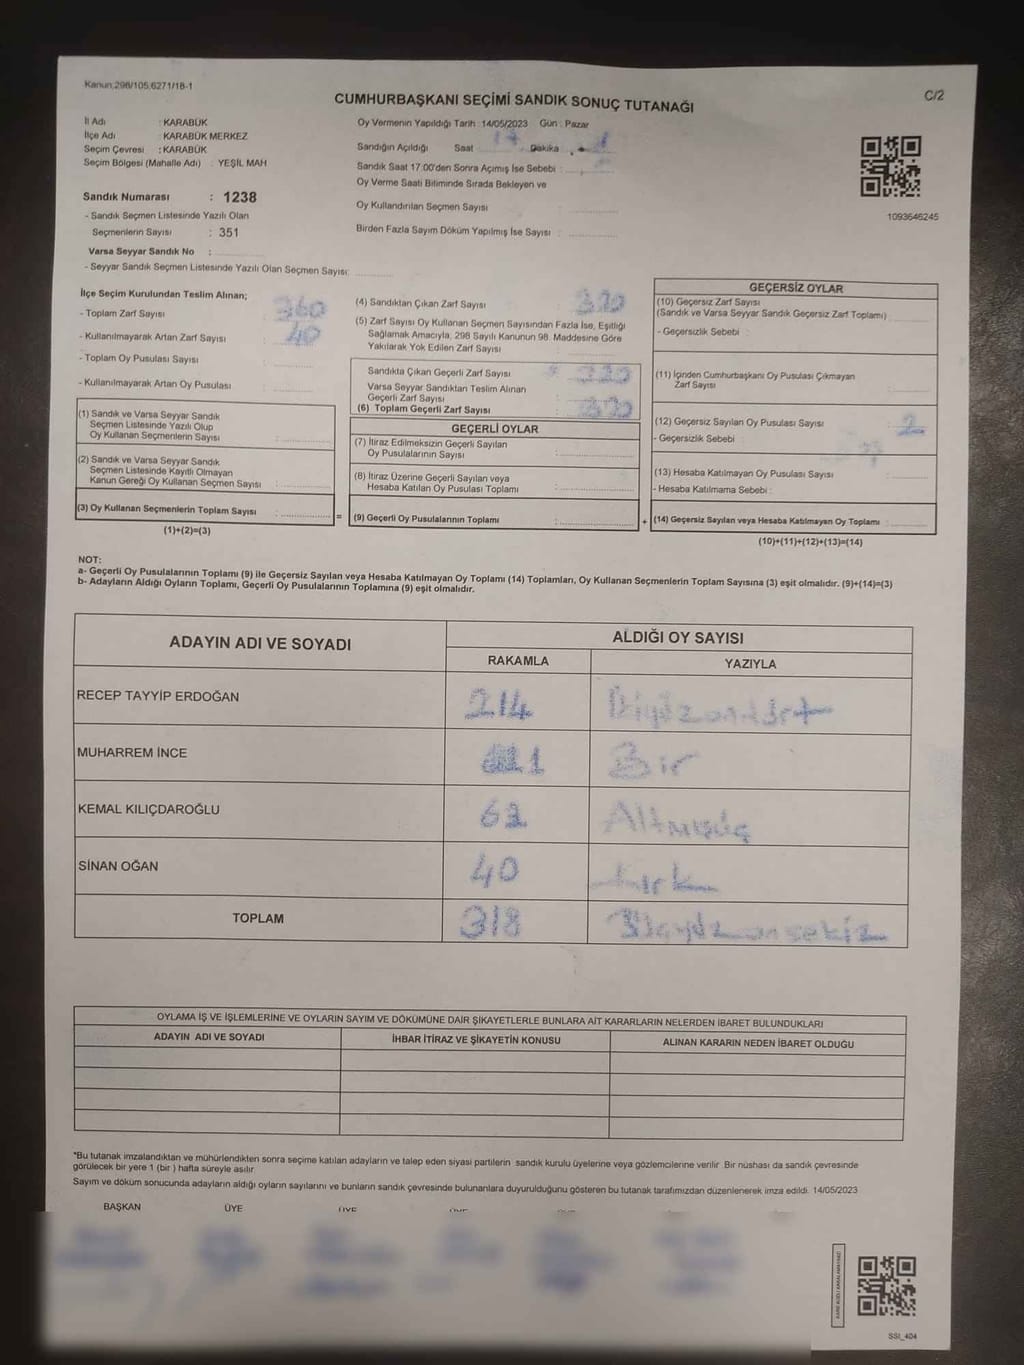 Kanun:298/105,6271/18-1
CUMHURBAŞKANI SEÇİMİ SANDIK SONUÇ TUTANAĞI
C/2
İl Adı : KARABÜK
İlçe Adı : KARABÜK MERKEZ
Seçim Çevresi : KARABÜK
Seçim Bölgesi (Mahalle Adı) : YEŞİL MAH
Oy Vermenin Yapıldığı Tarih :14/05/2023 Gün : Pazar
Sandığın Açıldığı Saat 17 Dakika
Sandık Saat 17:00'den Sonra Açımış İse Sebebi :
Oy Verme Saati Bitiminde Sırada Bekleyen ve
Oy Kullandırılan Seçmen Sayısı :
Birden Fazla Sayım Döküm Yapılmış İse Sayısı :
1093646245
Sandık Numarası : 1238
- Sandık Seçmen Listesinde Yazılı Olan
Seçmenlerin Sayısı : 351
Varsa Seyyar Sandık No :
- Seyyar Sandık Seçmen Listesinde Yazılı Olan Seçmen Sayısı:
İlçe Seçim Kurulundan Teslim Alınan;
- Toplam Zarf Sayısı : 360
- Kullanılmayarak Artan Zarf Sayısı : 40
- Toplam Oy Pusulası Sayısı :
- Kullanılmayarak Artan Oy Pusulası :
(1) Sandık ve Varsa Seyyar Sandık
Seçmen Listesinde Yazılı Olup
Oy Kullanan Seçmenlerin Sayısı :
(2) Sandık ve Varsa Seyyar Sandık
Seçmen Listesinde Kayıtlı Olmayan
Kanun Gereği Oy Kullanan Seçmen Sayısı :
(3) Oy Kullanan Seçmenlerin Toplam Sayısı :
(1)+(2)=(3)
(4) Sandıktan Çıkan Zarf Sayısı : 320
(5) Zarf Sayısı Oy Kullanan Seçmen Sayısından Fazla İse, Eşitliği
Sağlamak Amacıyla, 298 Sayılı Kanunun 98. Maddesine Göre
Yakılarak Yok Edilen Zarf Sayısı :
Sandıkta Çıkan Geçerli Zarf Sayısı : 320
Varsa Seyyar Sandıktan Teslim Alınan
Geçerli Zarf Sayısı :
(6) Toplam Geçerli Zarf Sayısı : 320
GEÇERLİ OYLAR
(7) İtiraz Edilmeksizin Geçerli Sayılan
Oy Pusulalarının Sayısı :
(8) İtiraz Üzerine Geçerli Sayılan veya
Hesaba Katılan Oy Pusulası Toplamı :
= (9) Geçerli Oy Pusulalarının Toplamı :
GEÇERSİZ OYLAR
(10) Geçersiz Zarf Sayısı
(Sandık ve Varsa Seyyar Sandık Geçersiz Zarf Toplamı) :
- Geçersizlik Sebebi :
(11) İçinden Cumhurbaşkanı Oy Pusulası Çıkmayan
Zarf Sayısı :
(12) Geçersiz Sayılan Oy Pusulası Sayısı : 2
- Geçersizlik Sebebi :
(13) Hesaba Katılmayan Oy Pusulası Sayısı :
- Hesaba Katılmama Sebebi :
+ (14) Geçersiz Sayılan veya Hesaba Katılmayan Oy Toplamı :
(10)+(11)+(12)+(13)=(14)
NOT:
a- Geçerli Oy Pusulalarının Toplamı (9) ile Geçersiz Sayılan veya Hesaba Katılmayan Oy Toplamı (14) Toplamları, Oy Kullanan Seçmenlerin Toplam Sayısına (3) eşit olmalıdır. (9)+(14)=(3)
b- Adayların Aldığı Oyların Toplamı, Geçerli Oy Pusulalarının Toplamına (9) eşit olmalıdır.
ADAYIN ADI VE SOYADI
ALDIĞI OY SAYISI
RAKAMLA YAZIYLA
RECEP TAYYİP ERDOĞAN 214 İkiyüzondört
MUHARREM İNCE 1 Bir
KEMAL KILIÇDAROĞLU 63 Altmışüç
SİNAN OĞAN 40 kırk
TOPLAM 318 Üçyüzonsekiz
OYLAMA İŞ VE İŞLEMLERİNE VE OYLARIN SAYIM VE DÖKÜMÜNE DAİR ŞİKAYETLERLE BUNLARA AİT KARARLARIN NELERDEN İBARET BULUNDUKLARI
ADAYIN ADI VE SOYADI İHBAR İTİRAZ VE ŞİKAYETİN KONUSU ALINAN KARARIN NEDEN İBARET OLDUĞU
*Bu tutanak imzalandıktan ve mühürlendikten sonra seçime katılan adayların ve talep eden siyasi partilerin sandık kurulu üyelerine veya gözlemcilerine verilir. Bir nüshası da sandık çevresinde
görülecek bir yere 1 (bir) hafta süreyle asılır.
Sayım ve döküm sonucunda adayların aldığı oyların sayılarını ve bunların sandık çevresinde bulunanlara duyurulduğunu gösteren bu tutanak tarafımızdan düzenlenerek imza edildi. 14/05/2023
BAŞKAN ÜYE ÜYE
SSI_404